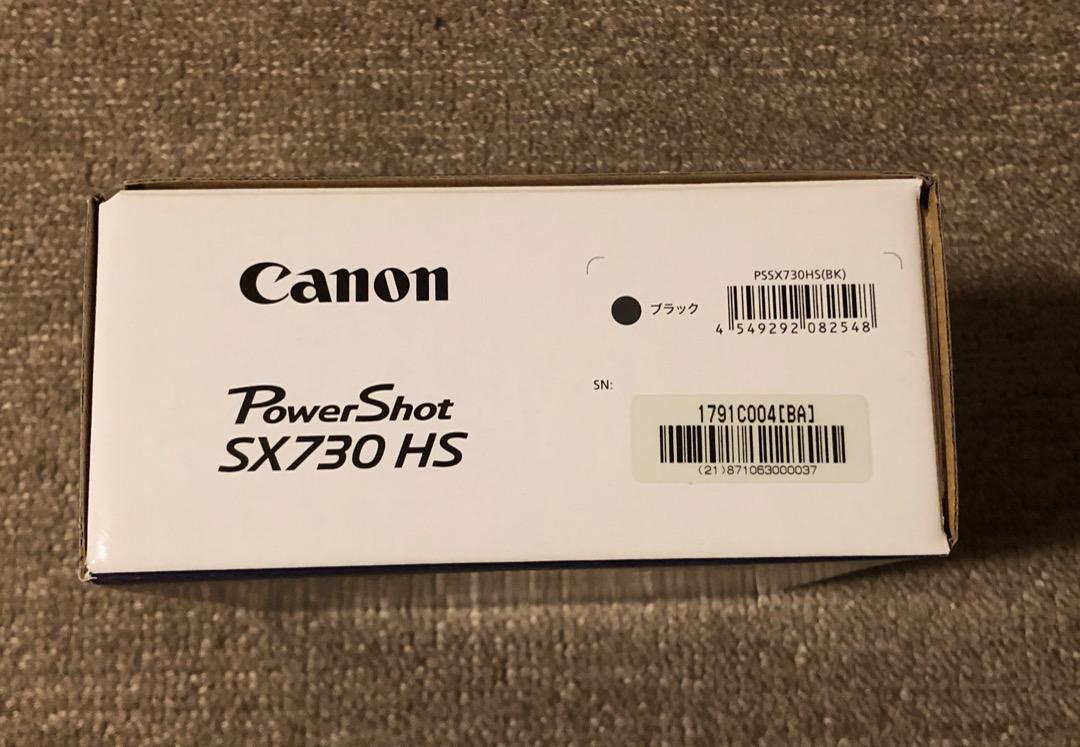 Canon
PowerShot
SX730 HS
PSSX730HS(BK)
ブラック
4 549292 082548
SN:
1791C004[BA]
(21)871063000037